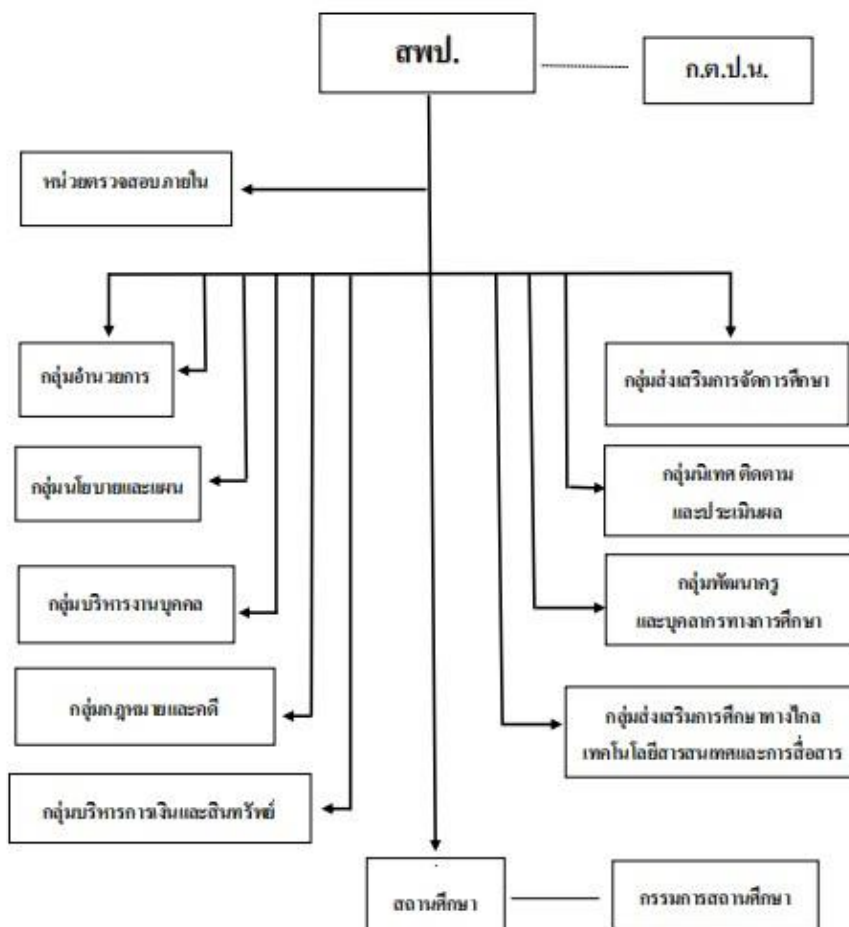 สพป.
ก.ต.ป.น.
หน่วยตรวจสอบภายใน
กลุ่มอำนวยการ
กลุ่มส่งเสริมการจัดการศึกษา
กลุ่มนโยบายและแผน
กลุ่มนิเทศ ติดตาม
และประเมินผล
กลุ่มบริหารงานบุคคล
กลุ่มพัฒนาครู
และบุคลากรทางการศึกษา
กลุ่มกฎหมายและคดี
กลุ่มส่งเสริมการศึกษาทางไกล
เทคโนโลยีสารสนเทศและการสื่อสาร
กลุ่มบริหารการเงินและสินทรัพย์
สถานศึกษา
กรรมการสถานศึกษา